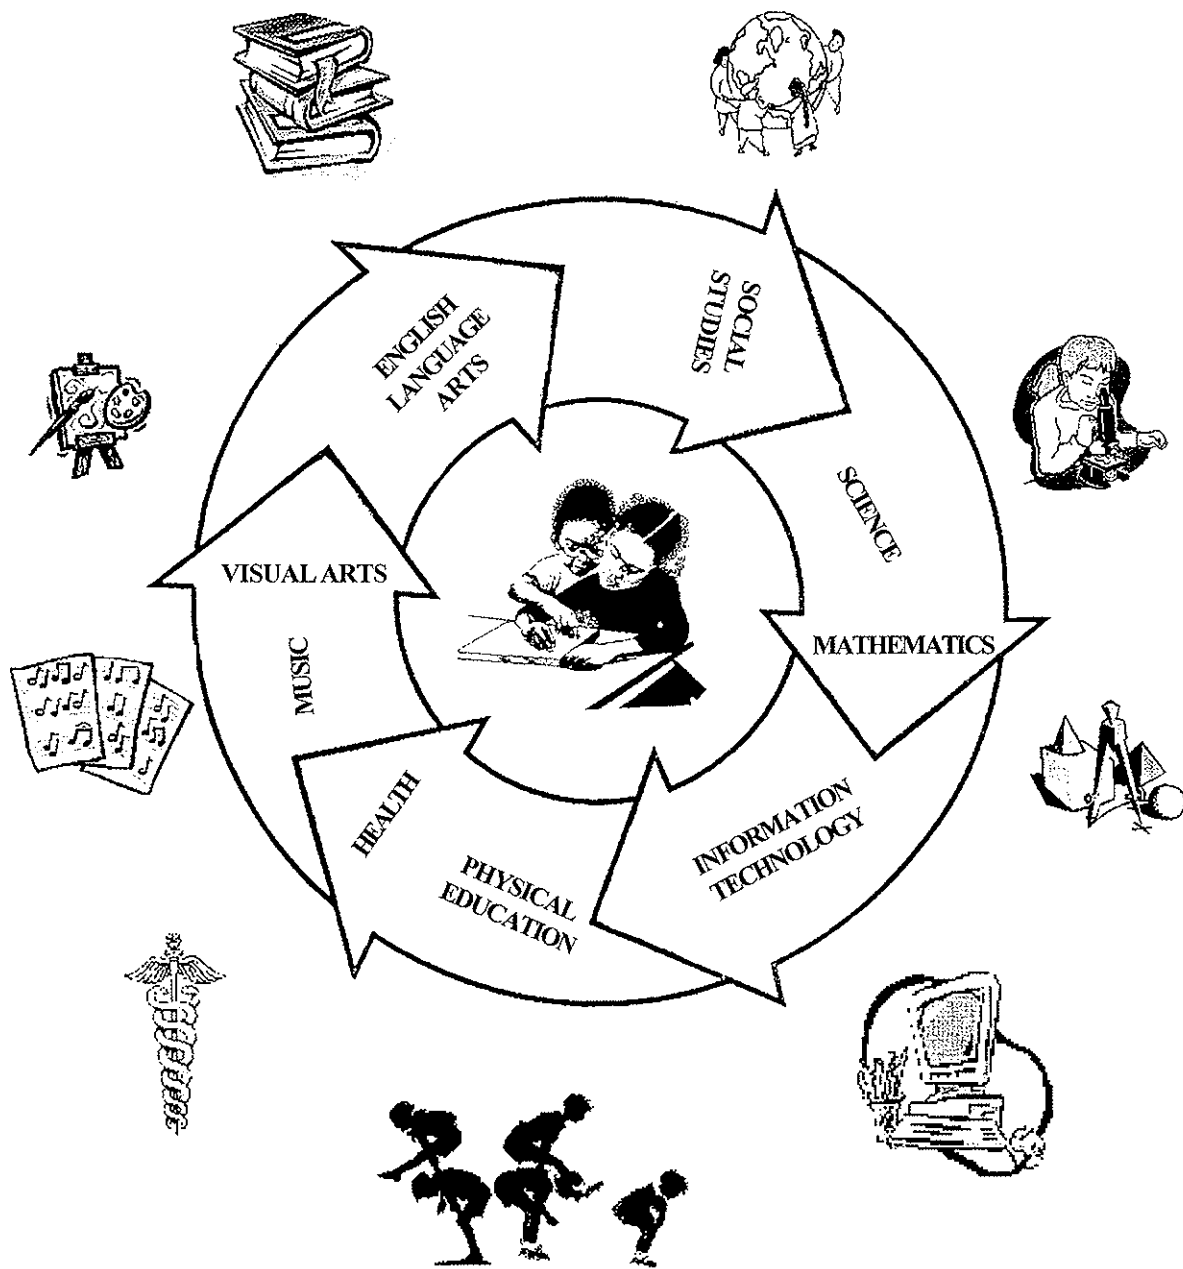 ENGLISH
LANGUAGE
ARTS
SOCIAL
STUDIES
SCIENCE
MATHEMATICS
INFORMATION
TECHNOLOGY
PHYSICAL
EDUCATION
HEALTH
MUSIC
VISUAL ARTS